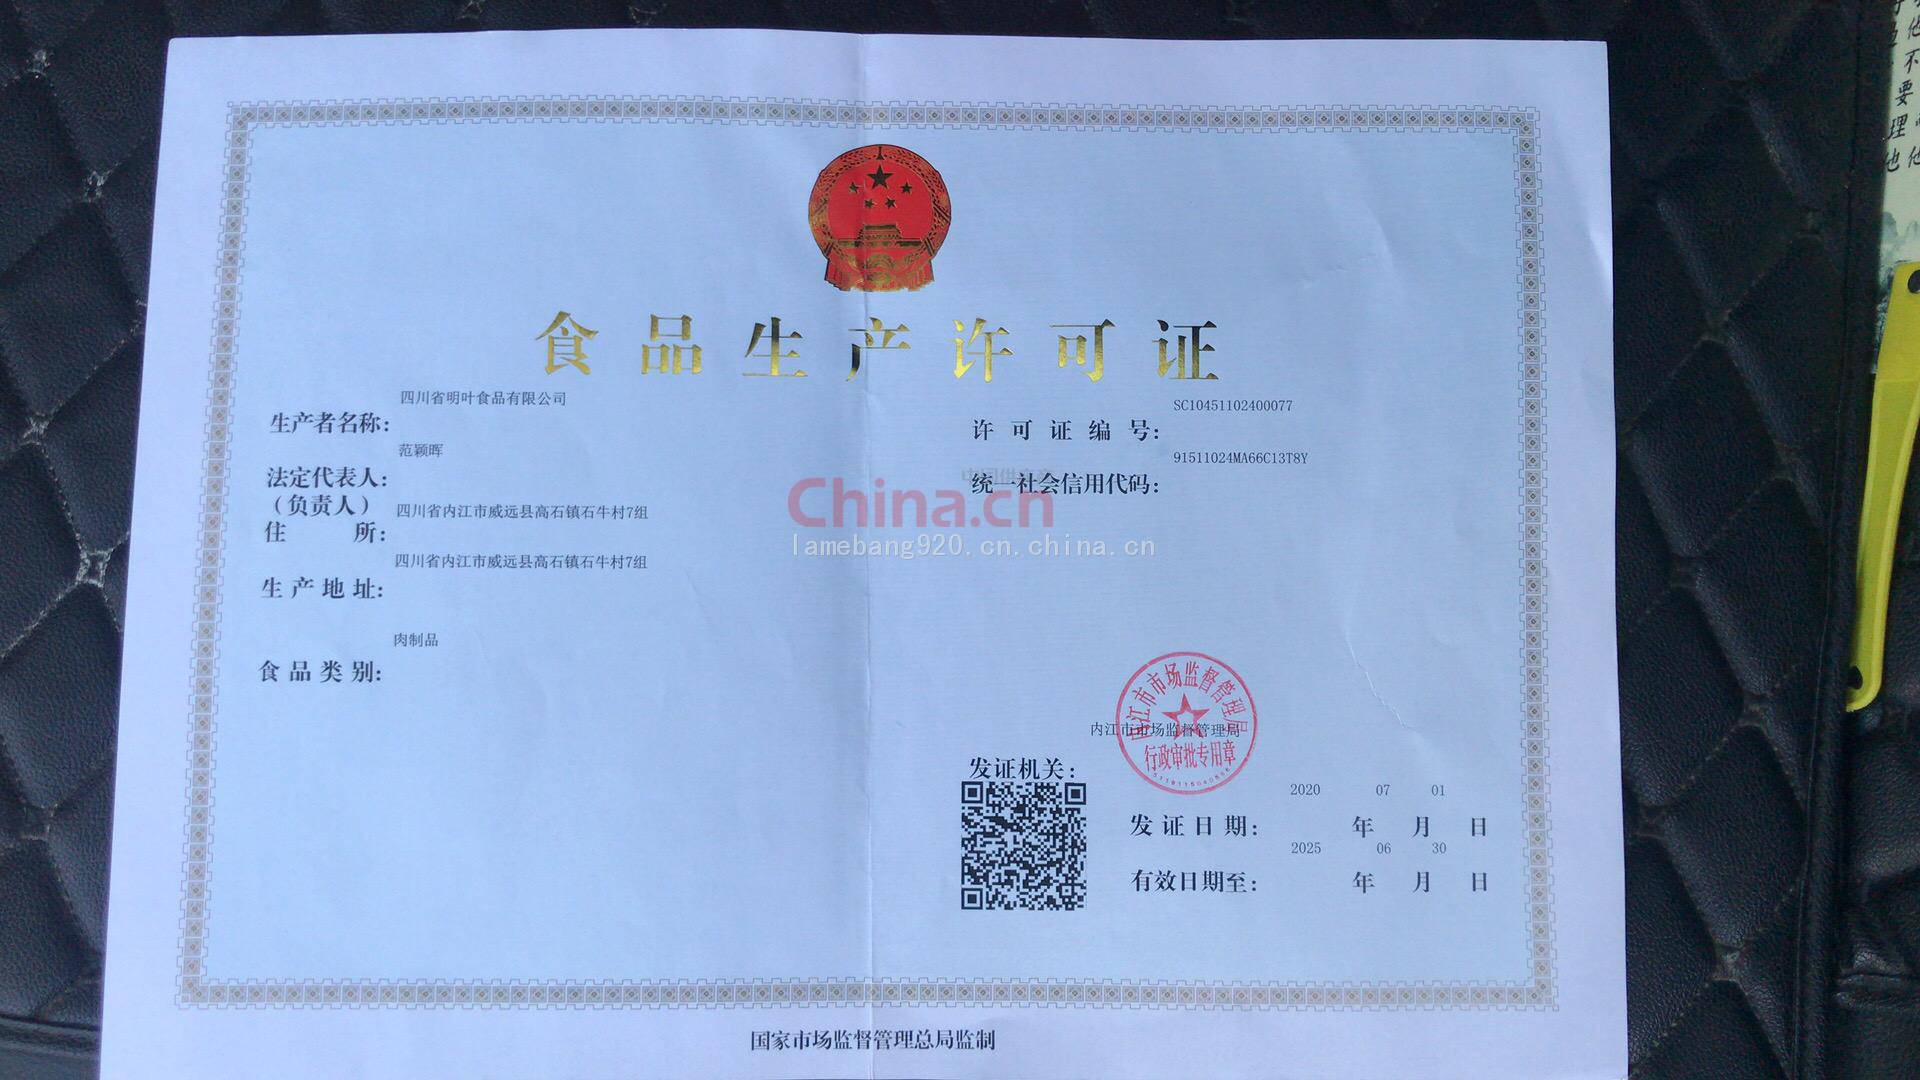 食品生产许可证
四川省明叶食品有限公司
生产者名称:
范颖晖
法定代表人:
(负责人)
四川省内江市威远县高石镇石牛村7组
住 所:
四川省内江市威远县高石镇石牛村7组
生产地址:
肉制品
食品类别:
SC10451102400077
许可证编号:
91511024MA66C13T8Y
统一社会信用代码:
China.cn
lamebang920.cn.china.cn
内江市市场监督管理局
内江市市场监督管理局
行政审批专用章
发证机关:
2020 07 01
发证日期: 年 月 日
2025 06 30
有效日期至: 年 月 日
国家市场监督管理总局监制
不要
理
他